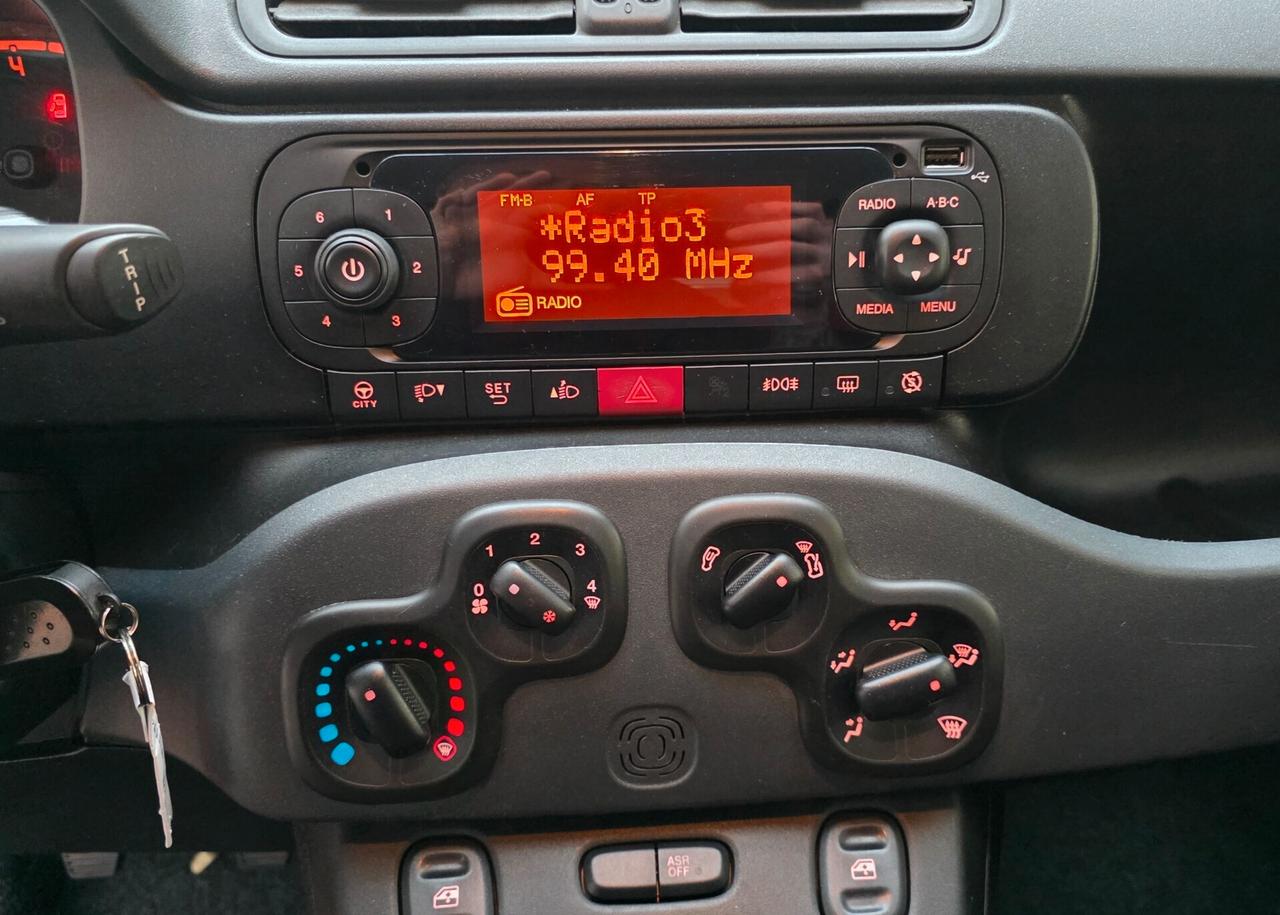 4
TRIP
FM-B AF TP
*Radio3
99.40 MHz
RADIO
6 1
5 2
4 3
RADIO A·B·C
MEDIA MENU
CITY
SET
0 1 2 3 4
ASR
OFF